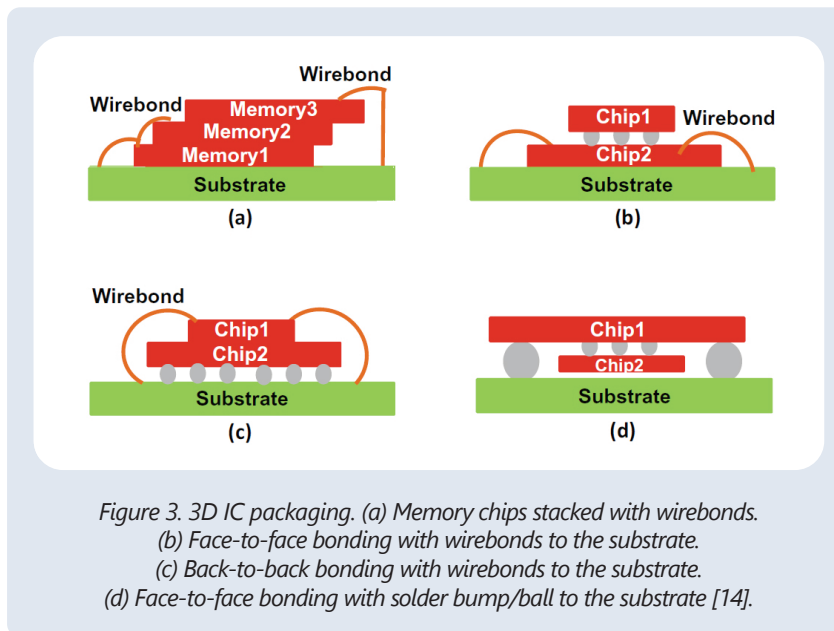 Wirebond
Wirebond
Memory3
Memory2
Memory1
Substrate
(a)
Chip1
Wirebond
Chip2
Substrate
(b)
Wirebond
Chip1
Chip2
Substrate
(c)
Chip1
Chip2
Substrate
(d)
Figure 3. 3D IC packaging. (a) Memory chips stacked with wirebonds.
(b) Face-to-face bonding with wirebonds to the substrate.
(c) Back-to-back bonding with wirebonds to the substrate.
(d) Face-to-face bonding with solder bump/ball to the substrate [14].